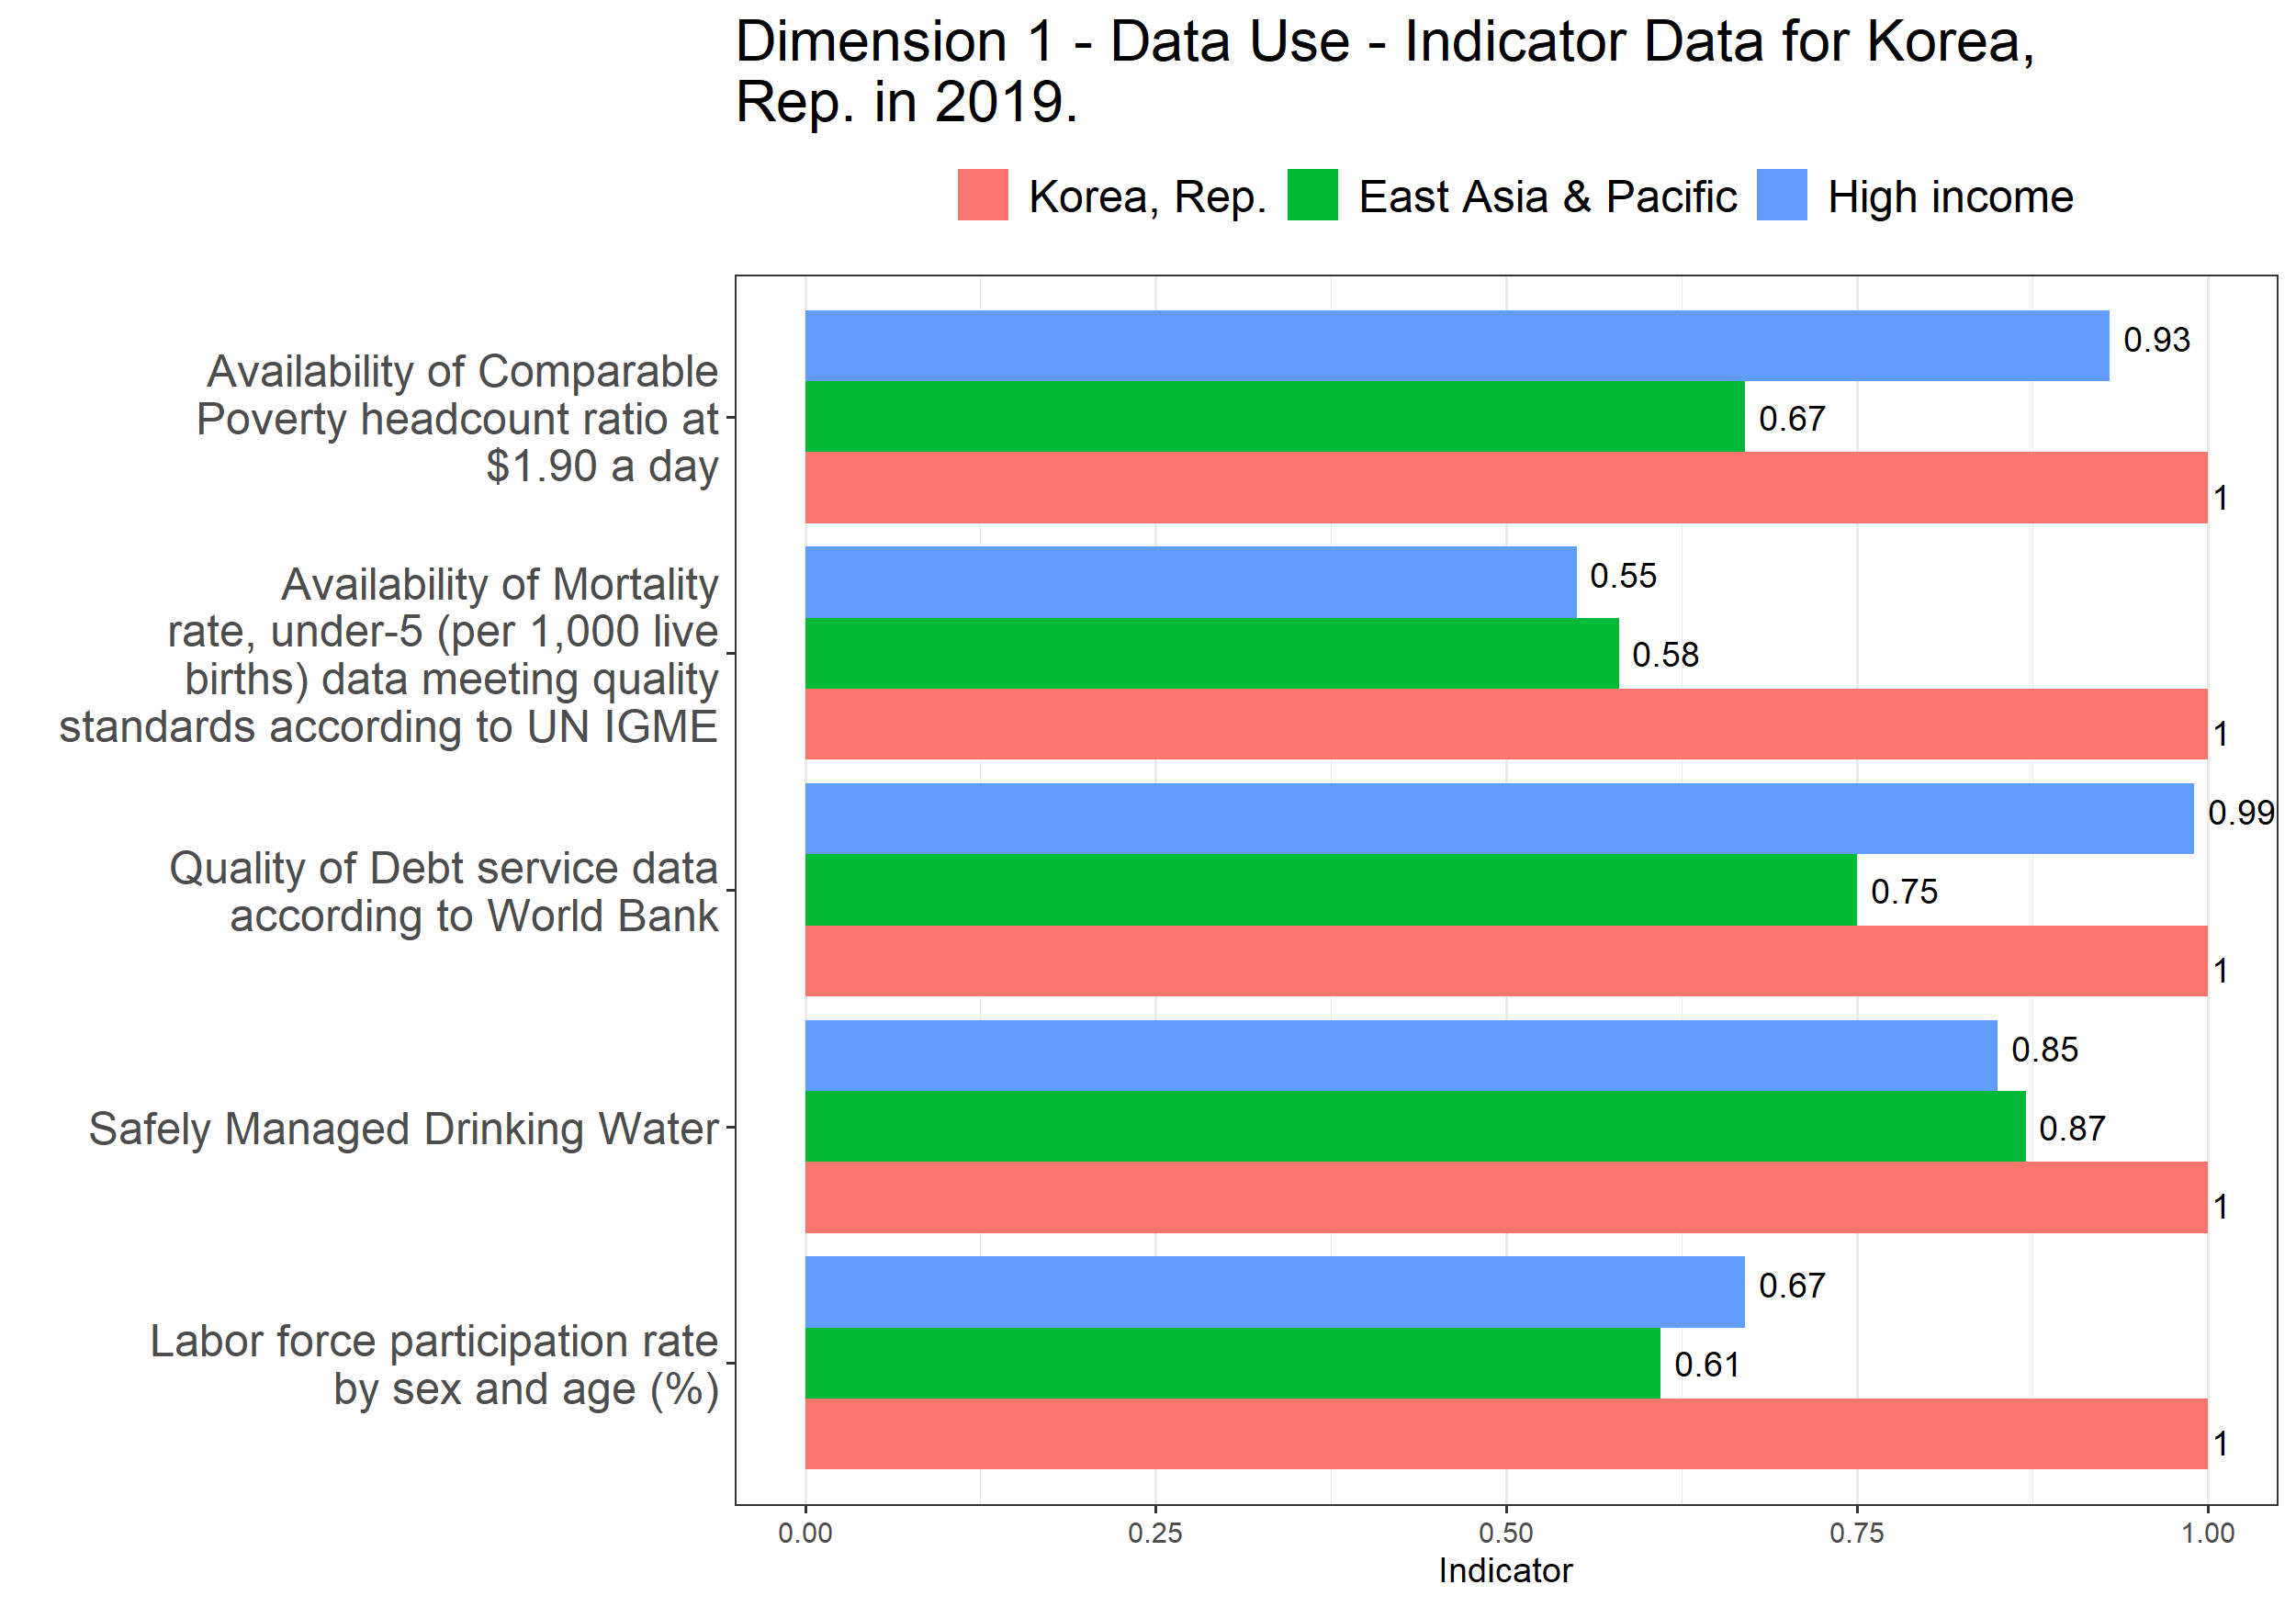 Dimension 1 - Data Use - Indicator Data for Korea,
Rep. in 2019.
Korea, Rep.
East Asia & Pacific
High income
Availability of Comparable
Poverty headcount ratio at
$1.90 a day
0.93
0.67
1
Availability of Mortality
rate, under-5 (per 1,000 live
births) data meeting quality
standards according to UN IGME
0.55
0.58
1
Quality of Debt service data
according to World Bank
0.99
0.75
1
Safely Managed Drinking Water
0.85
0.87
1
Labor force participation rate
by sex and age (%)
0.67
0.61
1
0.00
0.25
0.50
0.75
1.00
Indicator